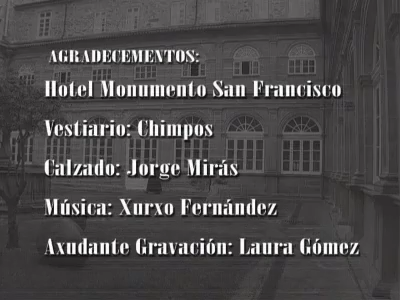 AGRADECEMENTOS:
Hotel Monumento San Francisco
Vestiario: Chimpos
Calzado: Jorge Mirás
Música: Xurxo Fernández
Axudante Gravación: Laura Gómez